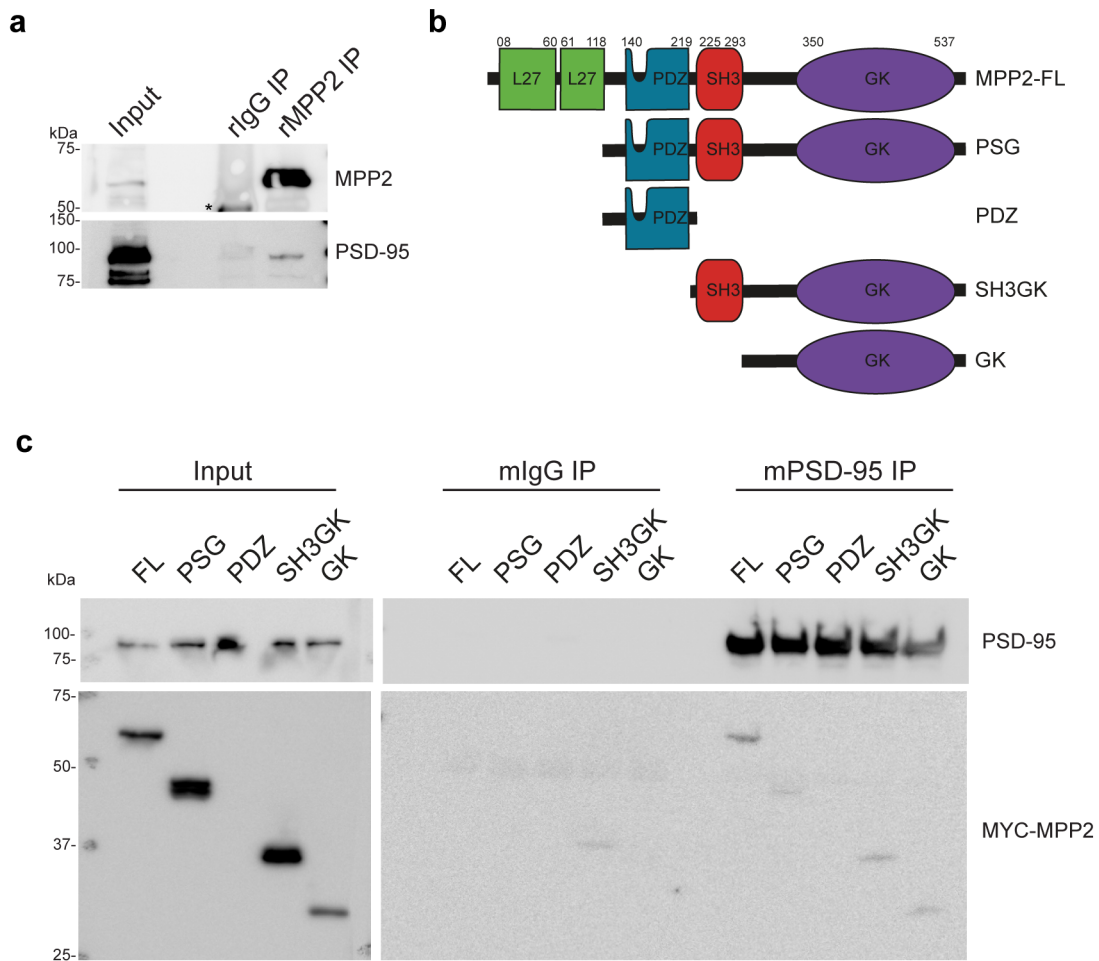 a
Input
rIgG IP
rMPP2 IP
kDa
75-
50-
*
MPP2
150-
100-
75-
PSD-95
b
08 60 61 118 140 219 225 293 350 537
L27 L27 PDZ SH3 GK MPP2-FL
PDZ SH3 GK PSG
PDZ PDZ
SH3 GK SH3GK
GK GK
c
Input mIgG IP mPSD-95 IP
FL PSG PDZ SH3GK GK FL PSG PDZ SH3GK GK FL PSG PDZ SH3GK GK
kDa
100-
75-
PSD-95
75-
50-
37-
25-
MYC-MPP2